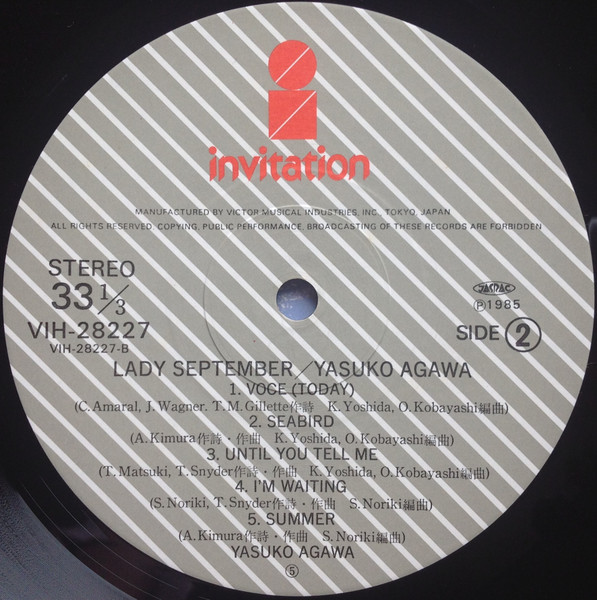 invitation
MANUFACTURED BY VICTOR MUSICAL INDUSTRIES, INC., TOKYO, JAPAN
ALL RIGHTS RESERVED, COPYING, PUBLIC PERFORMANCE, BROADCASTING OF THESE RECORDS ARE FORBIDDEN
STEREO
33 1/3
VIH-28227
VIH-28227-B
JASRAC
Ⓟ1985
SIDE ②
LADY SEPTEMBER/YASUKO AGAWA
1. VOCE (TODAY)
(C. Amaral, J. Wagner. T. M. Gillette作詩 K. Yoshida, O. Kobayashi編曲)
2. SEABIRD
(A. Kimura作詩・作曲 K. Yoshida, O. Kobayashi編曲)
3. UNTIL YOU TELL ME
(T. Matsuki, T. Snyder作詩・作曲 K. Yoshida, O. Kobayashi編曲)
4. I'M WAITING
(S. Noriki, T. Snyder作詩・作曲 S. Noriki編曲)
5. SUMMER
(A. Kimura作詩・作曲 S. Noriki編曲)
YASUKO AGAWA
⑤